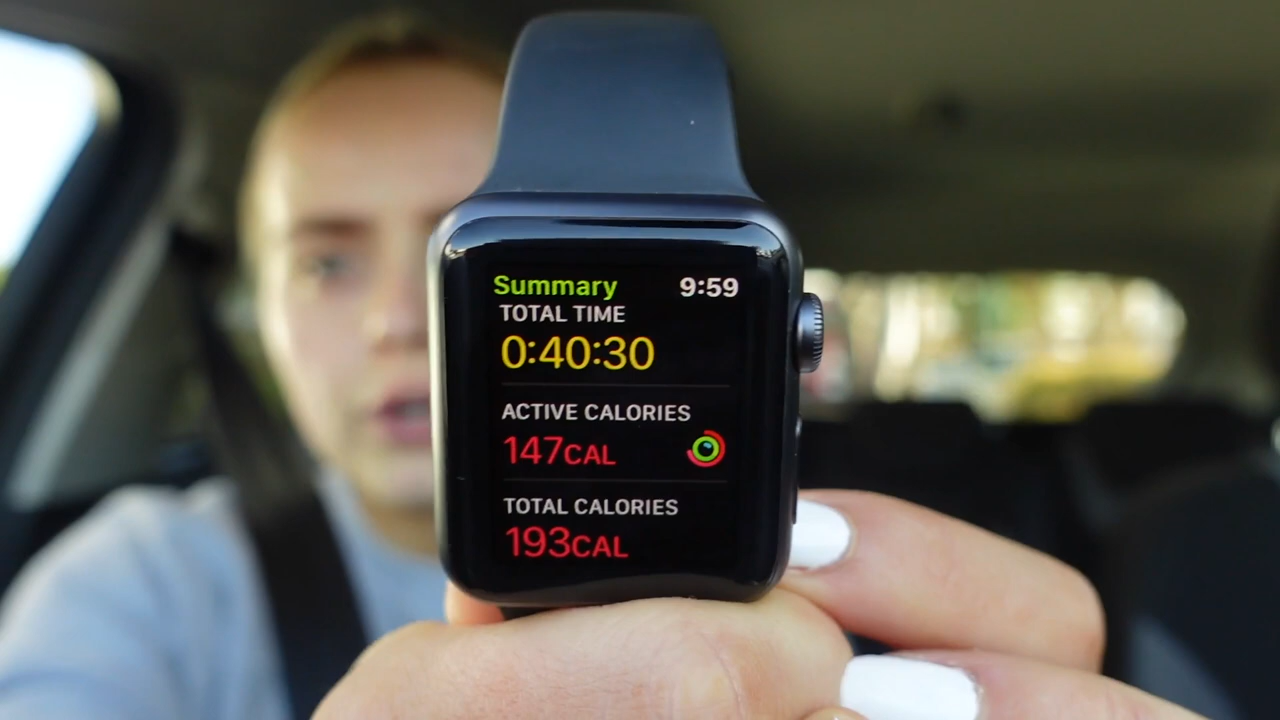 Summary 9:59
TOTAL TIME
0:40:30
ACTIVE CALORIES
147CAL
TOTAL CALORIES
193CAL